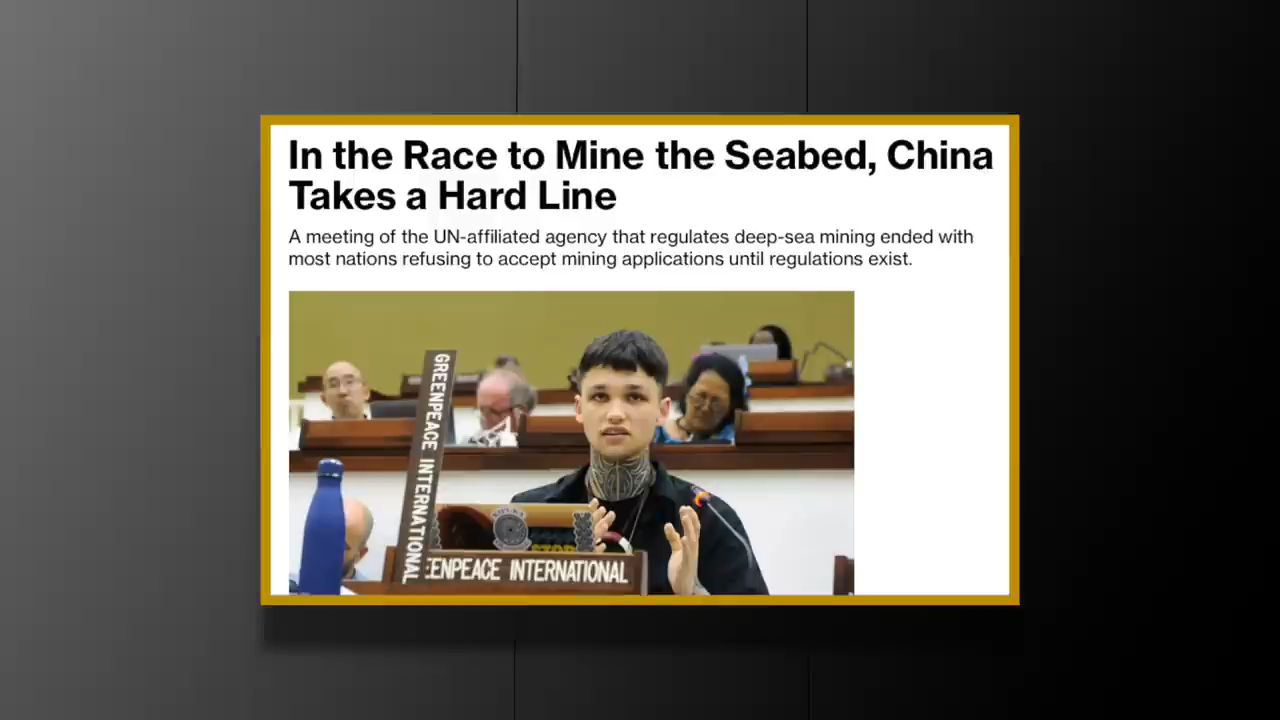 In the Race to Mine the Seabed, China
Takes a Hard Line
A meeting of the UN-affiliated agency that regulates deep-sea mining ended with
most nations refusing to accept mining applications until regulations exist.
GREENPEACE INTERNATIONAL
EENPEACE INTERNATIONAL